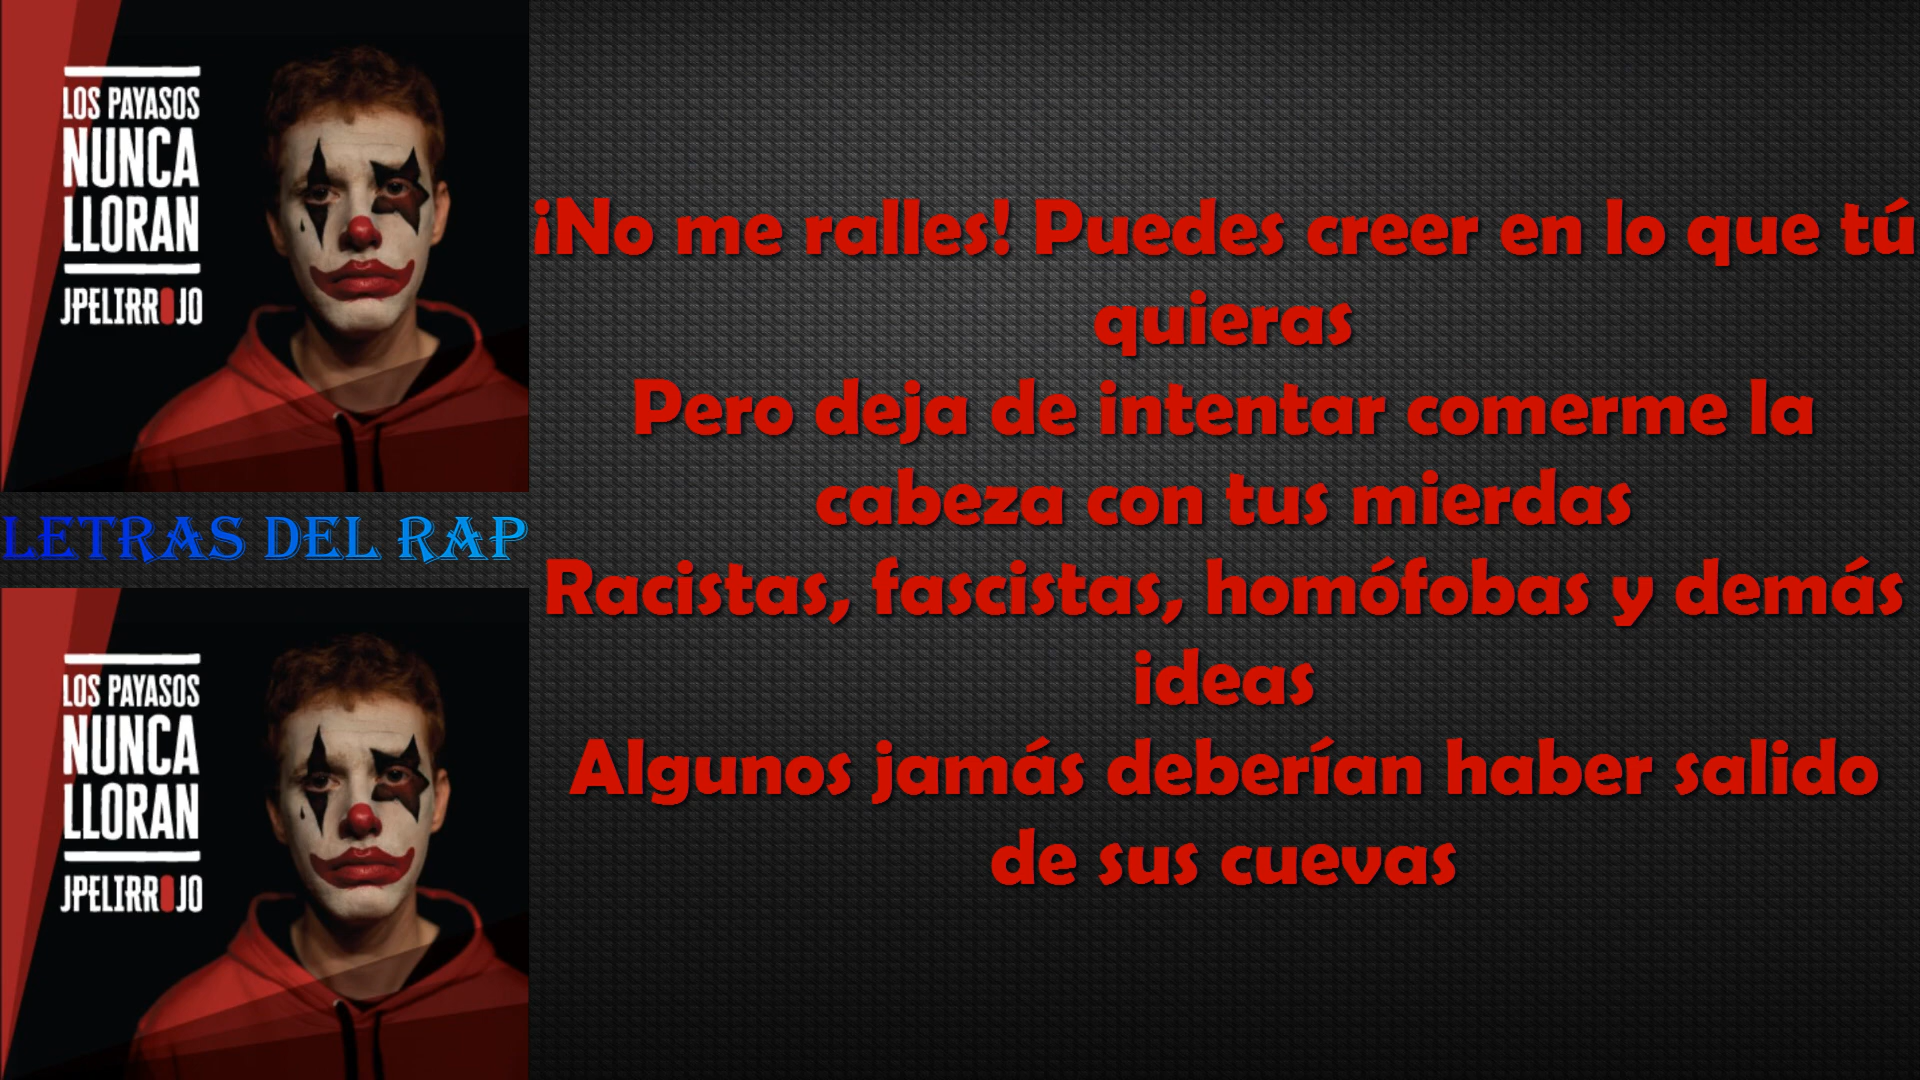 LOS PAYASOS
NUNCA
LLORAN
JPELIRROJO
LETRAS DEL RAP
LOS PAYASOS
NUNCA
LLORAN
JPELIRROJO
¡No me ralles! Puedes creer en lo que tú
quieras
Pero deja de intentar comerme la
cabeza con tus mierdas
Racistas, fascistas, homófobas y demás
ideas
Algunos jamás deberían haber salido
de sus cuevas